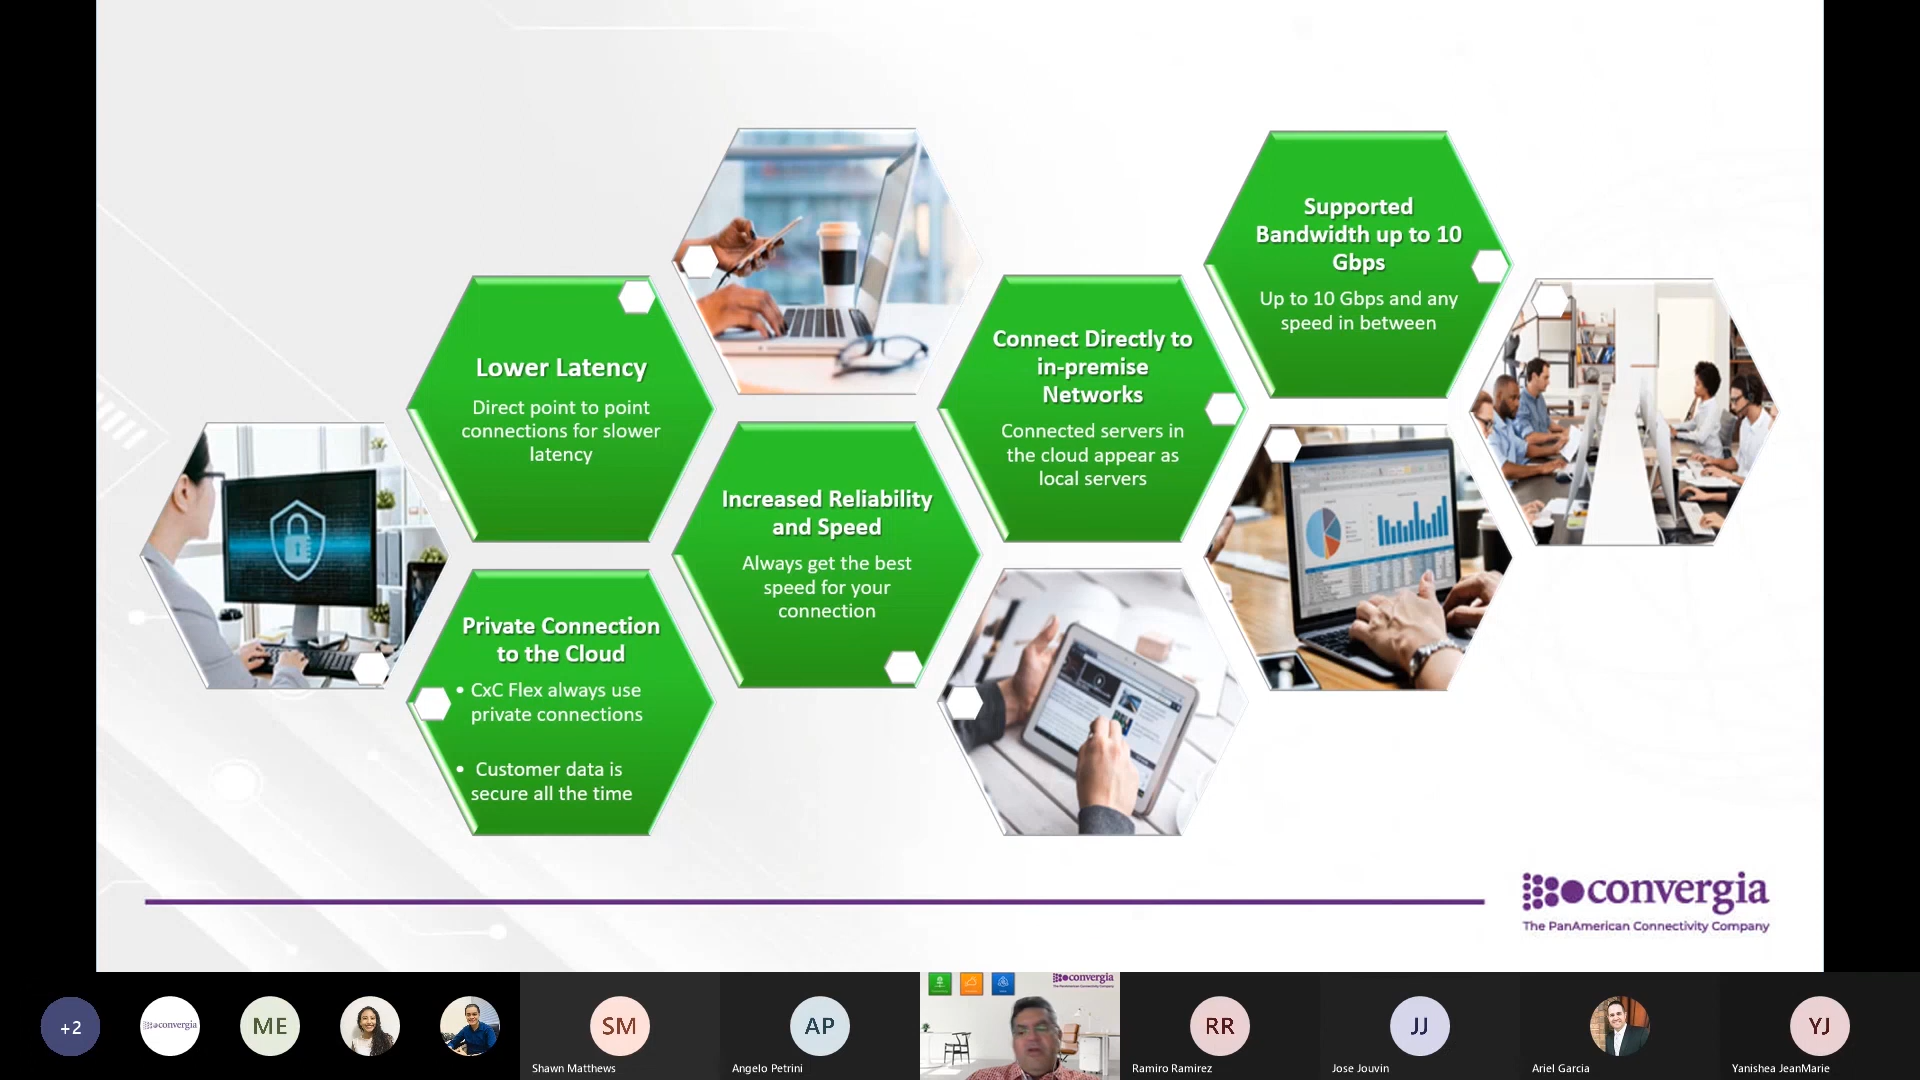 Supported
Bandwidth up to 10
Gbps
Up to 10 Gbps and any
speed in between
Lower Latency
Direct point to point
connections for slower
latency
Connect Directly to
in-premise
Networks
Connected servers in
the cloud appear as
local servers
Increased Reliability
and Speed
Always get the best
speed for your
connection
Private Connection
to the Cloud
• CxC Flex always use
private connections
• Customer data is
secure all the time
convergia
The PanAmerican Connectivity Company
+2
convergia
ME
SM
Shawn Matthews
AP
Angelo Petrini
convergia
RR
Ramiro Ramirez
JJ
Jose Jouvin
Ariel Garcia
YJ
Yanishea JeanMarie